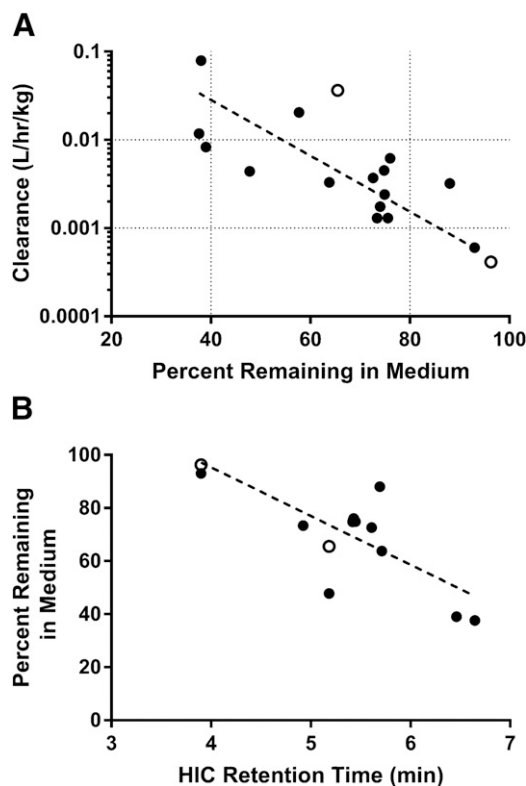 A
Clearance (L/hr/kg)
0.1
0.01
0.001
0.0001
20
40
60
80
100
Percent Remaining in Medium
B
Percent Remaining
in Medium
100
80
60
40
20
0
3
4
5
6
7
HIC Retention Time (min)